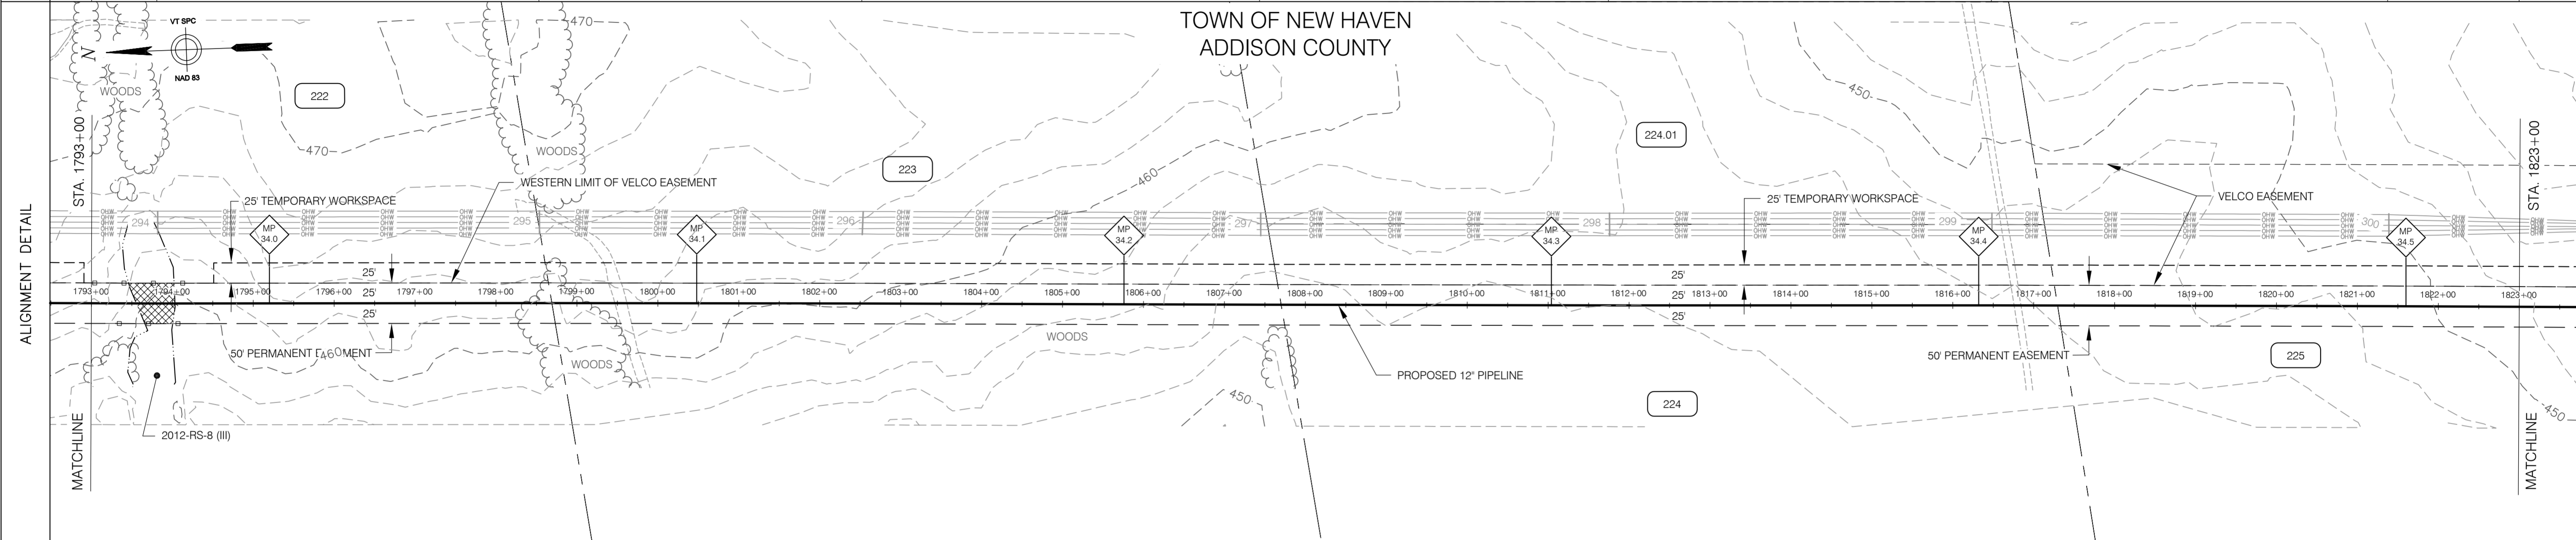 TOWN OF NEW HAVEN
ADDISON COUNTY
VT SPC
N
NAD 83
470
WOODS
222
470
WOODS
450
224.01
223
460
STA. 1793+00
STA. 1823+00
WESTERN LIMIT OF VELCO EASEMENT
25' TEMPORARY WORKSPACE
25' TEMPORARY WORKSPACE
VELCO EASEMENT
OHW
294
295
296
297
298
299
300
MP 34.0
MP 34.1
MP 34.2
MP 34.3
MP 34.4
MP 34.5
ALIGNMENT DETAIL
25'
25'
25'
25'
25'
25'
1793+00 1794+00 1795+00 1796+00 1797+00 1798+00 1799+00 1800+00 1801+00 1802+00 1803+00 1804+00 1805+00 1806+00 1807+00 1808+00 1809+00 1810+00 1811+00 1812+00 1813+00 1814+00 1815+00 1816+00 1817+00 1818+00 1819+00 1820+00 1821+00 1822+00 1823+00
WOODS
50' PERMANENT EASEMENT
460
WOODS
50' PERMANENT EASEMENT
225
PROPOSED 12" PIPELINE
450
224
450
2012-RS-8 (III)
MATCHLINE
MATCHLINE